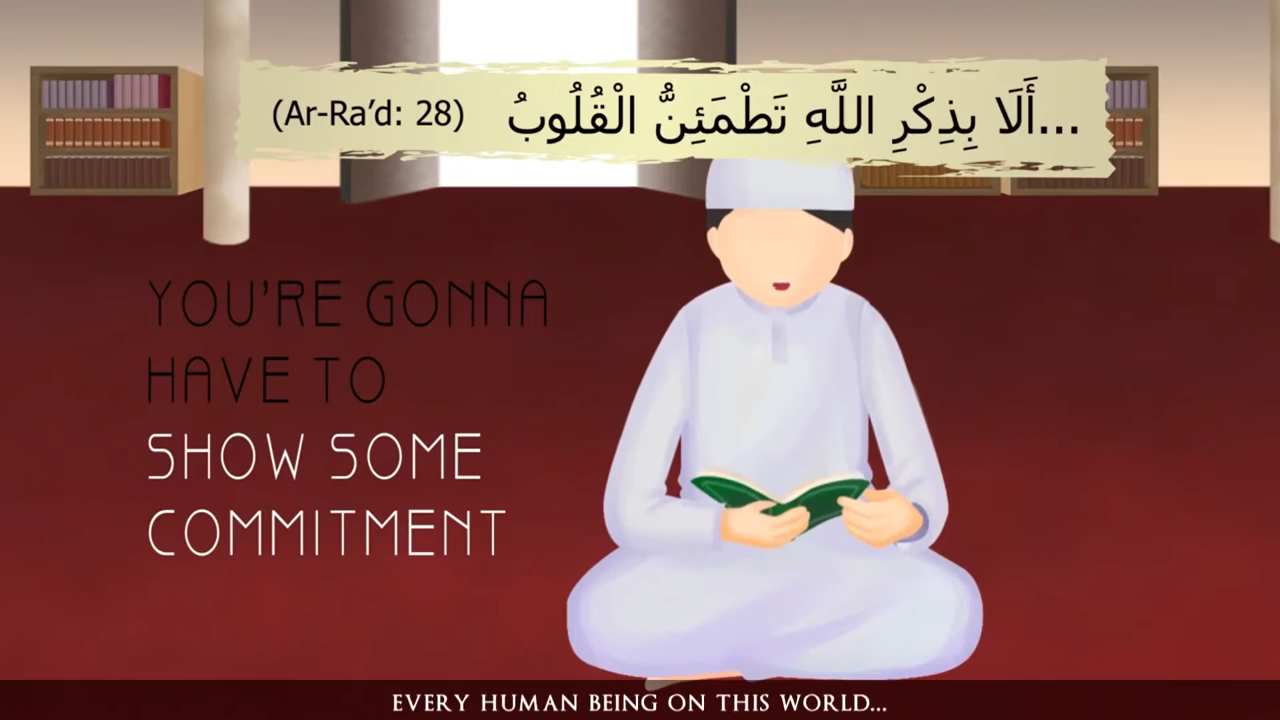 (Ar-Ra’d: 28) ...أَلَا بِذِكْرِ اللَّهِ تَطْمَئِنُّ الْقُلُوبُ
YOU'RE GONNA
HAVE TO
SHOW SOME
COMMITMENT
EVERY HUMAN BEING ON THIS WORLD...